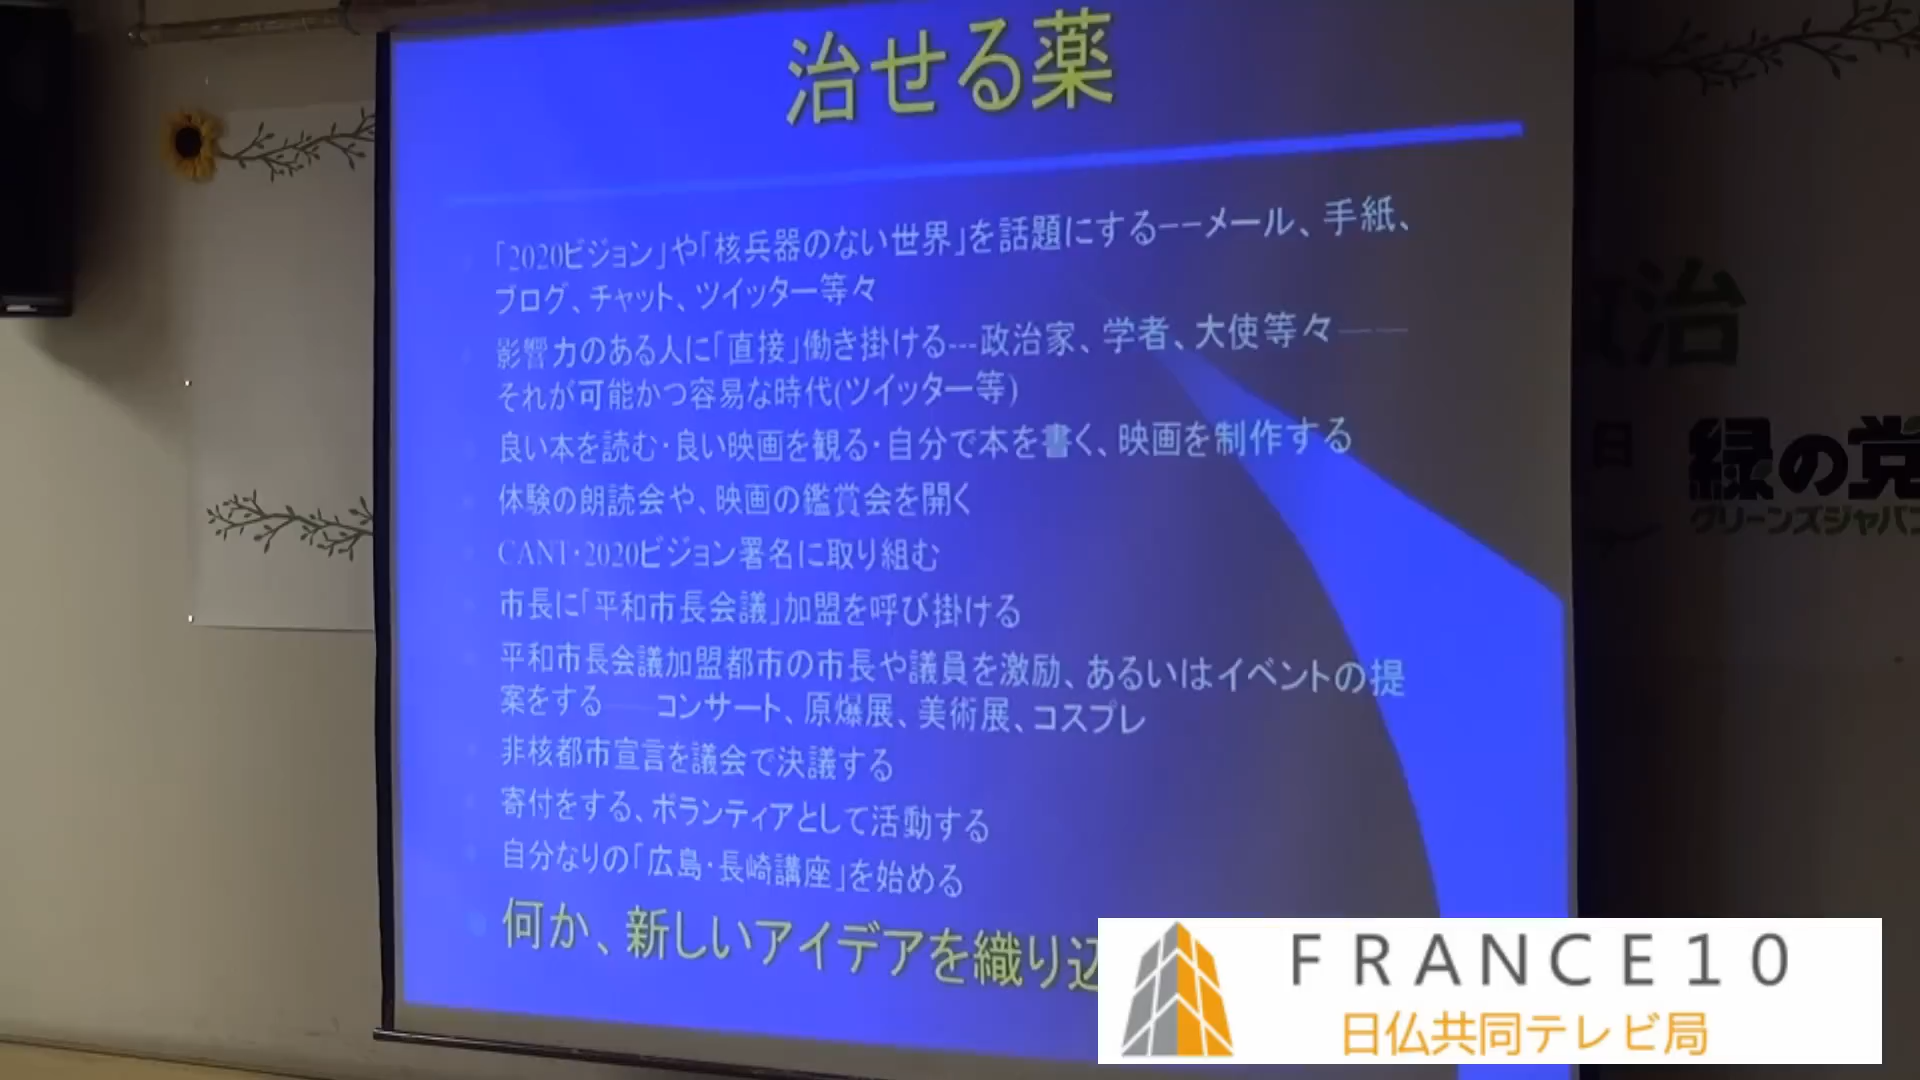 治せる薬
「2020ビジョン」や「核兵器のない世界」を話題にする−−メール、手紙、
ブログ、チャット、ツイッター等々
影響力のある人に「直接」働き掛ける---政治家、学者、大使等々――
それが可能かつ容易な時代(ツイッター等)
良い本を読む・良い映画を観る・自分で本を書く、映画を制作する
体験の朗読会や、映画の鑑賞会を開く
CANT・2020ビジョン署名に取り組む
市長に「平和市長会議」加盟を呼び掛ける
平和市長会議加盟都市の市長や議員を激励、あるいはイベントの提
案をする――コンサート、原爆展、美術展、コスプレ
非核都市宣言を議会で決議する
寄付をする、ボランティアとして活動する
自分なりの「広島・長崎講座」を始める
何か、新しいアイデアを織り込
治
日
緑の党
グリーンズジャパン
FRANCE10
日仏共同テレビ局